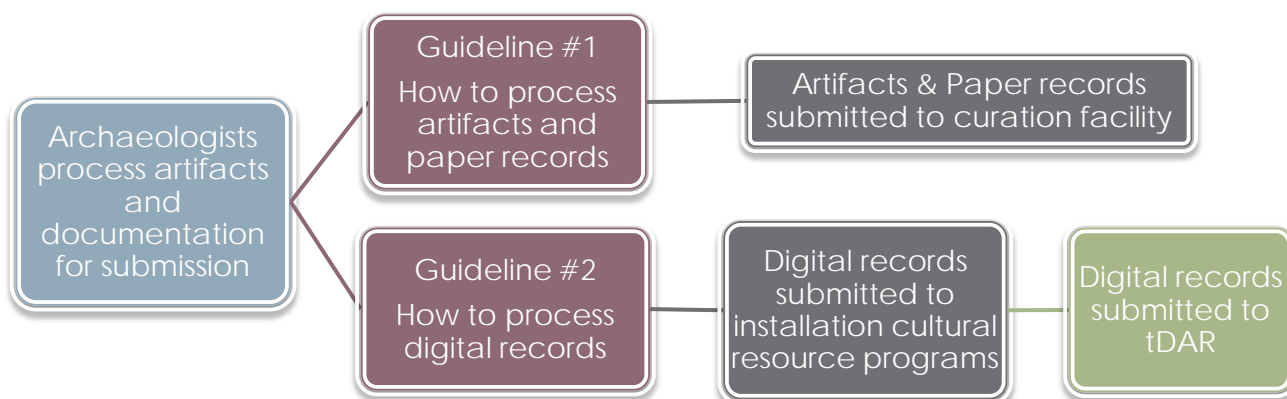 Archaeologists
process artifacts
and
documentation
for submission
Guideline #1
How to process
artifacts and
paper records
Artifacts & Paper records
submitted to curation facility
Guideline #2
How to process
digital records
Digital records
submitted to
installation cultural
resource programs
Digital records
submitted to
tDAR